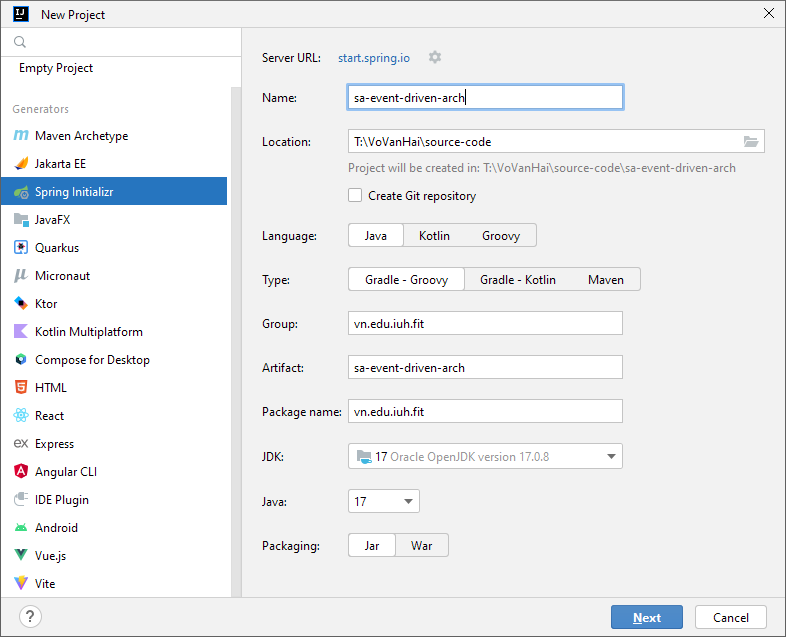 New Project
Empty Project
Generators
Maven Archetype
Jakarta EE
Spring Initializr
JavaFX
Quarkus
Micronaut
Ktor
Kotlin Multiplatform
Compose for Desktop
HTML
React
Express
Angular CLI
IDE Plugin
Android
Vue.js
Vite
Server URL: start.spring.io
Name: sa-event-driven-arch
Location: T:\VoVanHai\source-code
Project will be created in: T:\VoVanHai\source-code\sa-event-driven-arch
Create Git repository
Language: Java Kotlin Groovy
Type: Gradle - Groovy Gradle - Kotlin Maven
Group: vn.edu.iuh.fit
Artifact: sa-event-driven-arch
Package name: vn.edu.iuh.fit
JDK: 17 Oracle OpenJDK version 17.0.8
Java: 17
Packaging: Jar War
? Next Cancel